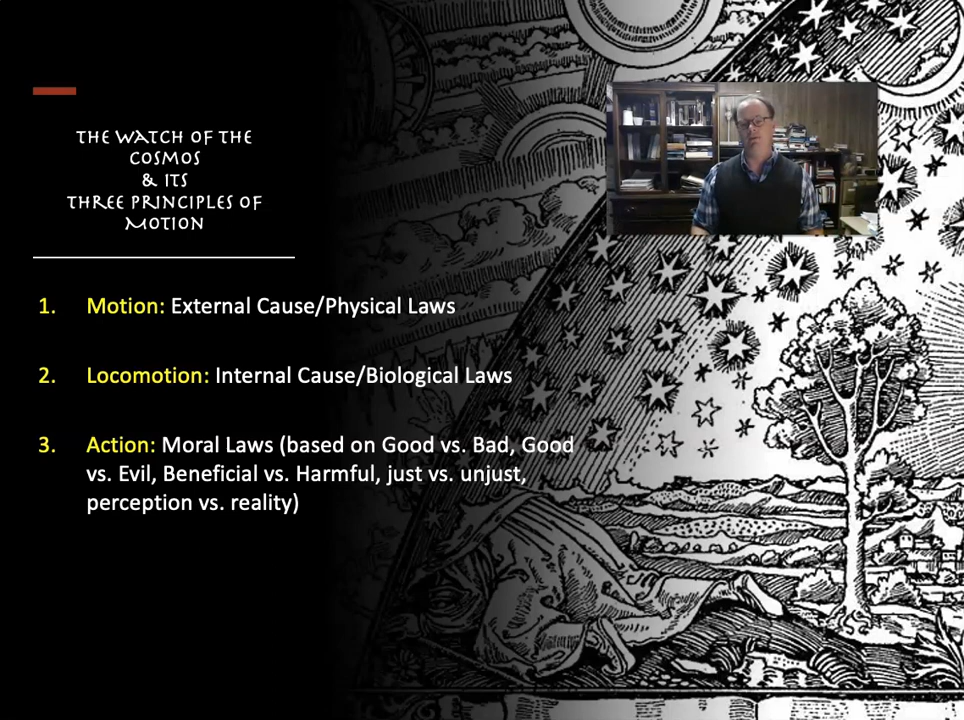 THE WATCH OF THE
COSMOS
& ITS
THREE PRINCIPLES OF
MOTION
1. Motion: External Cause/Physical Laws
2. Locomotion: Internal Cause/Biological Laws
3. Action: Moral Laws (based on Good vs. Bad, Good
vs. Evil, Beneficial vs. Harmful, just vs. unjust,
perception vs. reality)